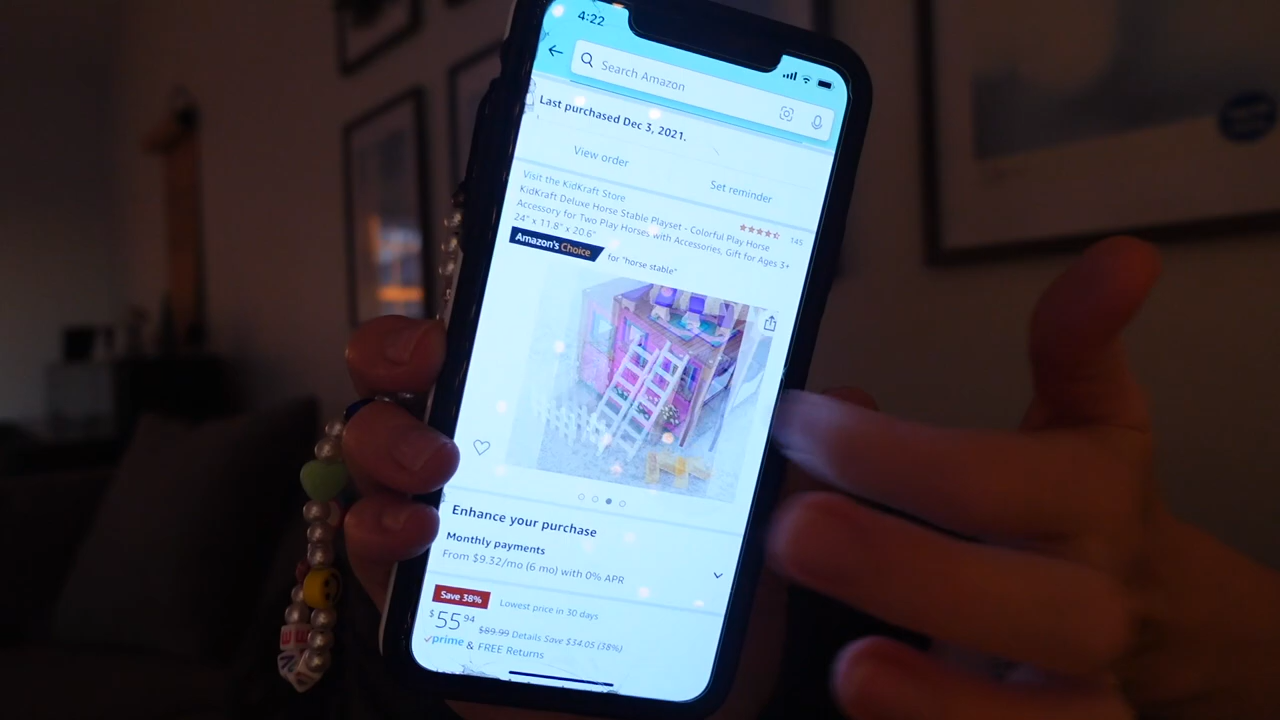 4:22
Search Amazon
Last purchased Dec 3, 2021.
View order
Set reminder
Visit the KidKraft Store
145
KidKraft Deluxe Horse Stable Playset - Colorful Play Horse
Accessory for Two Play Horses with Accessories, Gift for Ages 3+
24" x 11.8" x 20.6"
Amazon's Choice for "horse stable"
Enhance your purchase
Monthly payments
From $9.32/mo (6 mo) with 0% APR
Save 38% Lowest price in 30 days
$55 94 $89.99 Details Save $34.05 (38%)
prime & FREE Returns